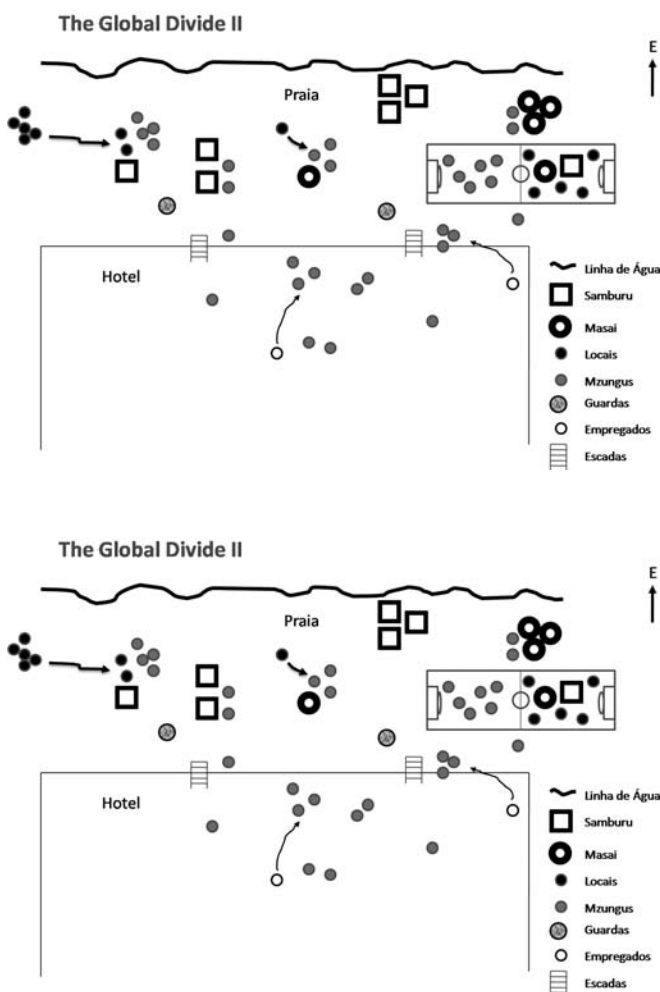 The Global Divide II
E
Praia
Hotel
Linha de Água
Samburu
Masai
Locais
Mzungus
Guardas
Empregados
Escadas
The Global Divide II
E
Praia
Hotel
Linha de Água
Samburu
Masai
Locais
Mzungus
Guardas
Empregados
Escadas